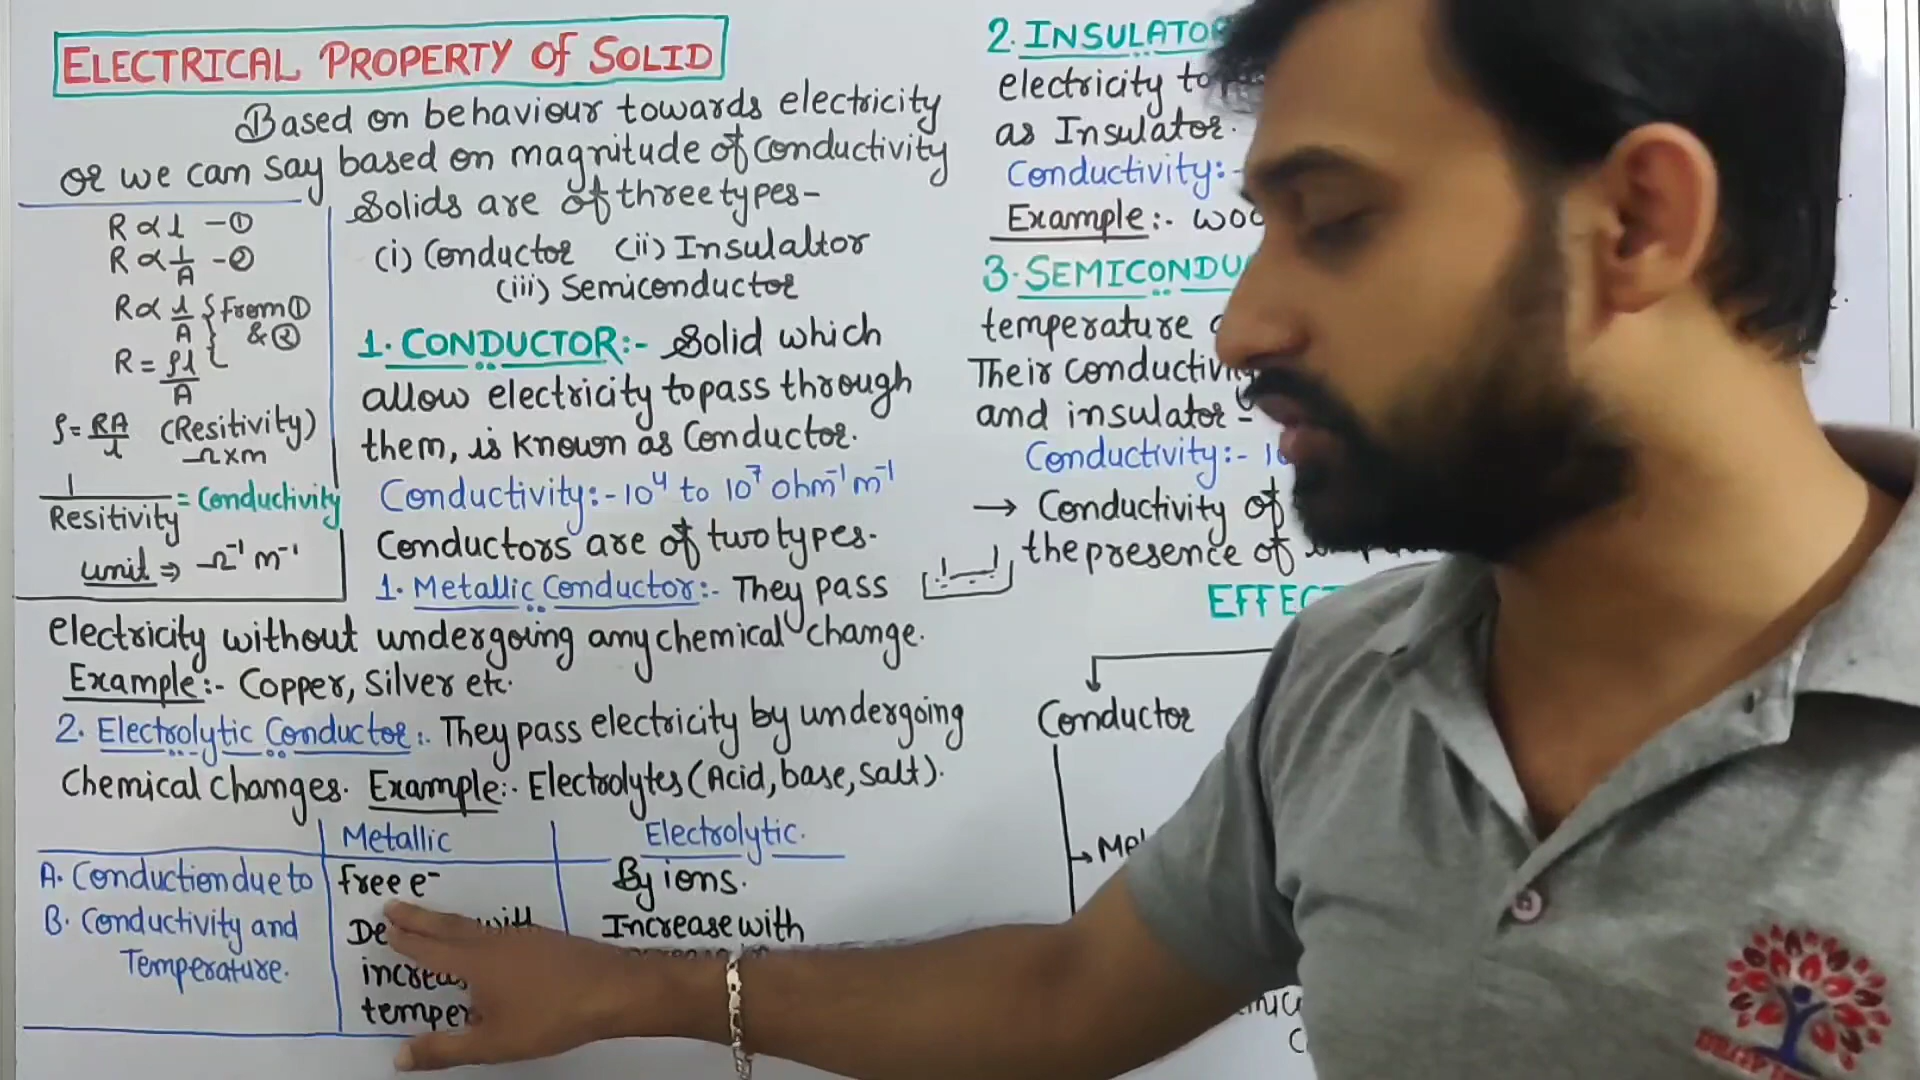 ELECTRICAL PROPERTY of SOLID
Based on behaviour towards electricity
or we can say based on magnitude of conductivity
Solids are of three types-
(i) Conductor (ii) Insulaltor
(iii) Semiconductor
R ∝ l -①
R ∝ 1/A -②
R ∝ l/A } From ①
& ②
R = ρl/A
ρ = RA/l (Resitivity)
Ω×m
1/Resitivity = Conductivity
unit ⇒ Ω⁻¹ m⁻¹
1. CONDUCTOR:- Solid which
allow electricity to pass through
them, is known as Conductor.
Conductivity:- 10⁴ to 10⁷ ohm⁻¹ m⁻¹
Conductors are of two types.
1. Metallic Conductor:- They pass
electricity without undergoing any chemical change.
Example:- Copper, Silver etc.
2. Electrolytic Conductor:- They pass electricity by undergoing
Chemical Changes. Example:- Electrolytes (Acid, base, Salt).
Metallic Electrolytic.
A. Conduction due to free e⁻ By ions.
B. Conductivity and with Increase with
Temperature.
2. INSULATO
electricity to
as Insulator.
Conductivity:-
Example:-
3. SEMICONDU
temperature
Their
and insulator-
Conductivity:-
→ Conductivity of
the presence of
EFFECT
Conductor